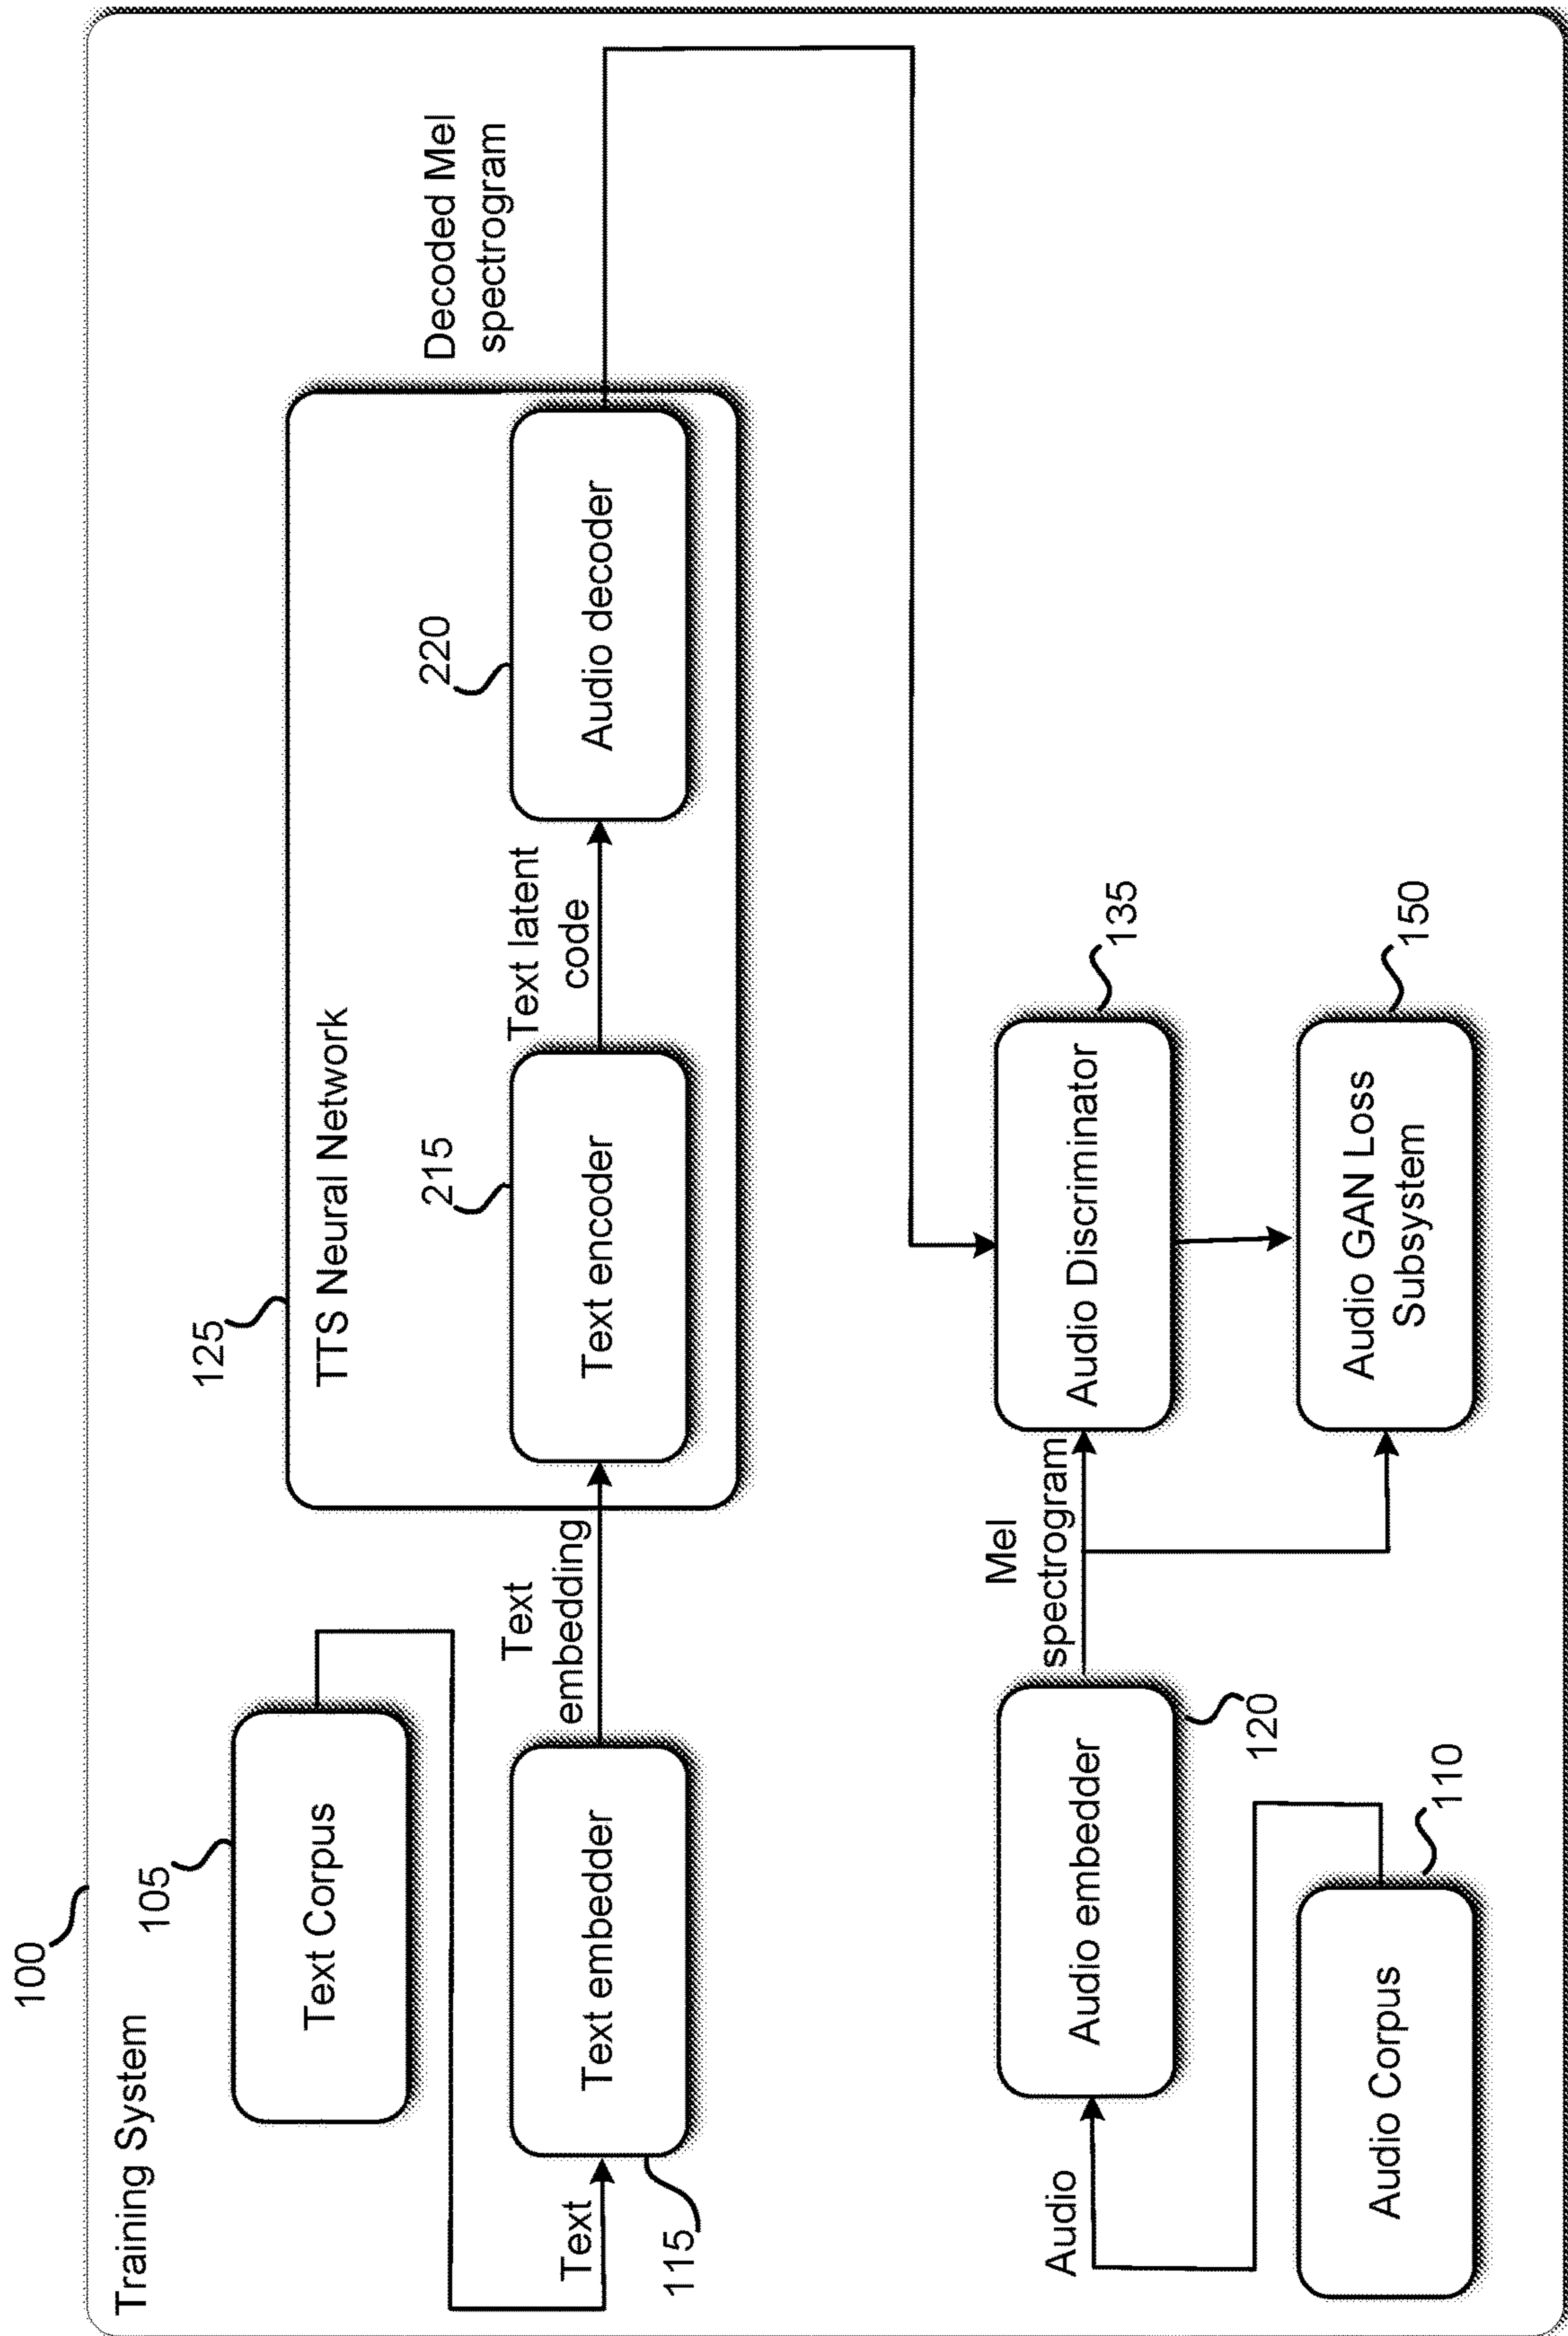 100
Training System
105
Text Corpus
125
TTS Neural Network
Text
115
Text embedder
Text
embedding
215
Text encoder
Text latent
code
220
Audio decoder
Decoded Mel
spectrogram
Audio
Audio embedder
120
Mel
spectrogram
Audio Discriminator
135
Audio Corpus
110
Audio GAN Loss
Subsystem
150